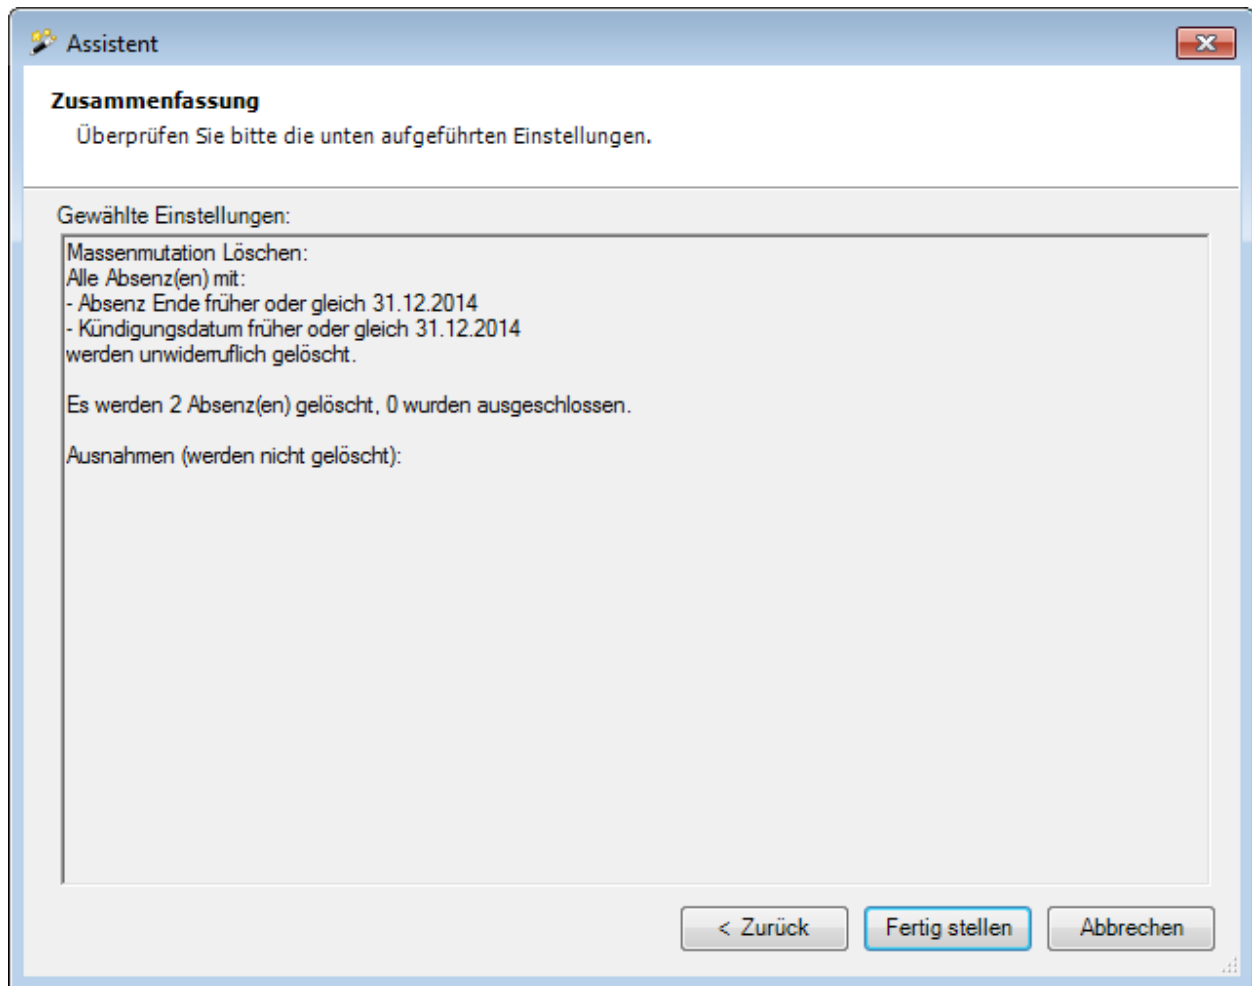 Assistent
Zusammenfassung
Überprüfen Sie bitte die unten aufgeführten Einstellungen.
Gewählte Einstellungen:
Massenmutation Löschen:
Alle Absenz(en) mit:
- Absenz Ende früher oder gleich 31.12.2014
- Kündigungsdatum früher oder gleich 31.12.2014
werden unwiderruflich gelöscht.
Es werden 2 Absenz(en) gelöscht, 0 wurden ausgeschlossen.
Ausnahmen (werden nicht gelöscht):
< Zurück
Fertig stellen
Abbrechen